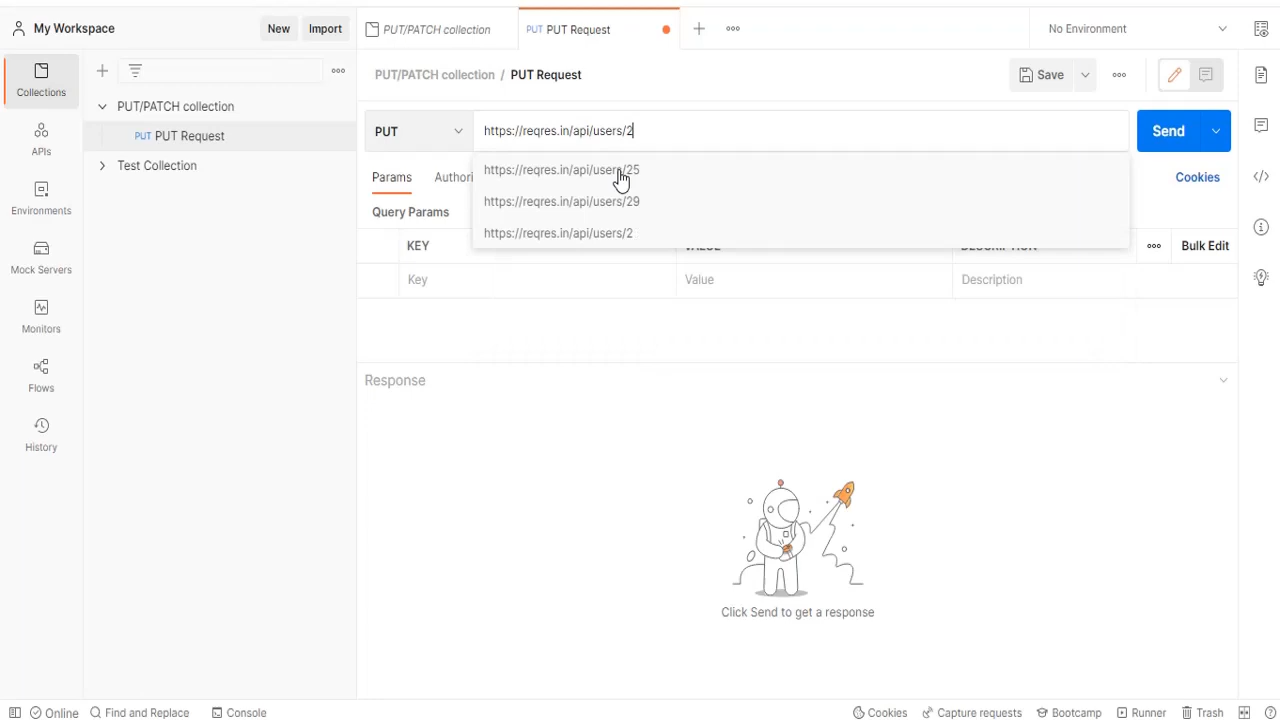 My Workspace
New
Import
PUT/PATCH collection
PUT PUT Request
No Environment
Collections
APIs
Environments
Mock Servers
Monitors
Flows
History
PUT/PATCH collection
PUT PUT Request
Test Collection
PUT/PATCH collection / PUT Request
Save
PUT
https://reqres.in/api/users/2
Send
https://reqres.in/api/users/25
https://reqres.in/api/users/29
https://reqres.in/api/users/2
Params
Authori
Cookies
Query Params
KEY
VALUE
DESCRIPTION
Bulk Edit
Key
Value
Description
Response
Click Send to get a response
Online
Find and Replace
Console
Cookies
Capture requests
Bootcamp
Runner
Trash